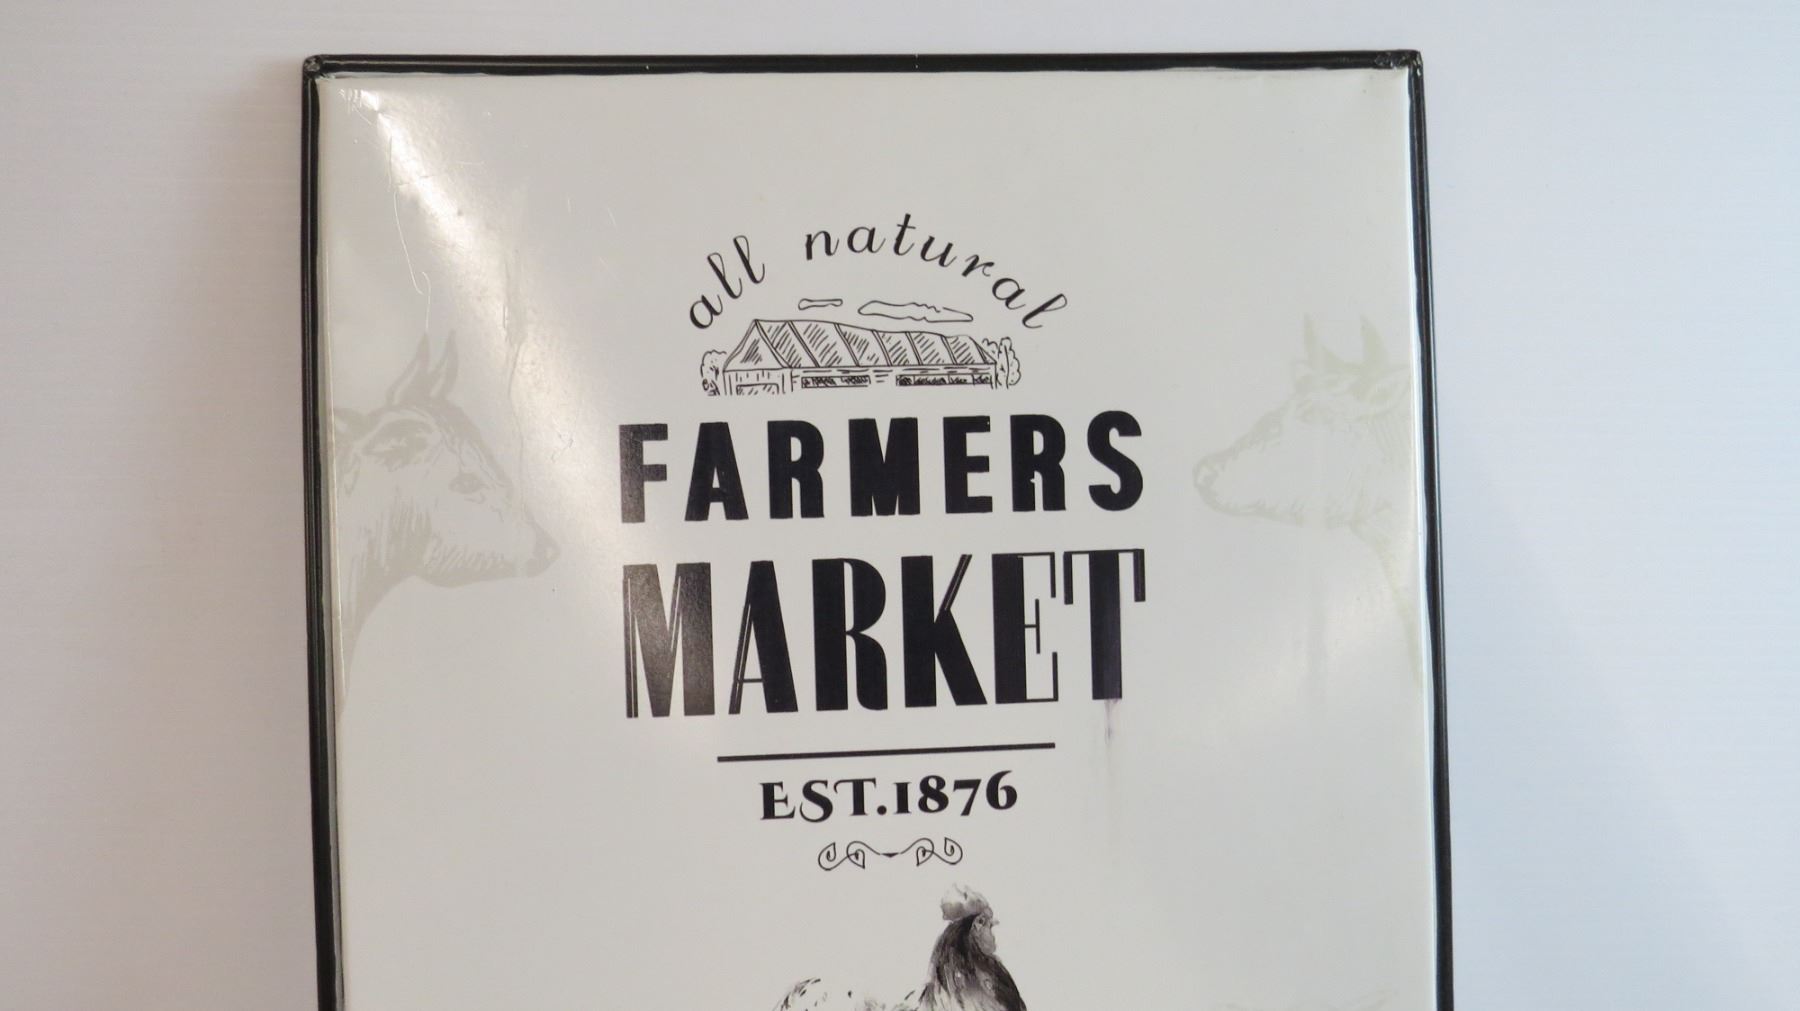 all natural
FARMERS
MARKET
EST.1876